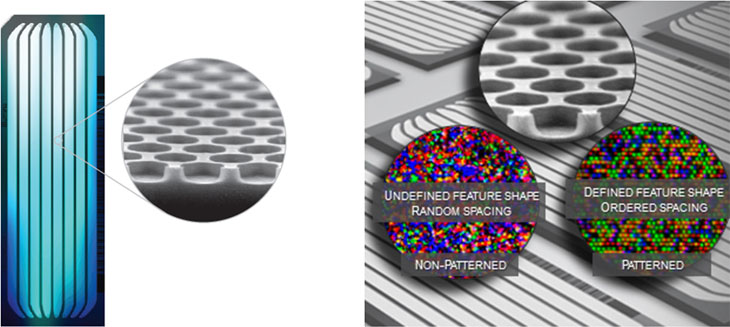 UNDEFINED FEATURE SHAPE
RANDOM SPACING
NON-PATTERNED
DEFINED FEATURE SHAPE
ORDERED SPACING
PATTERNED